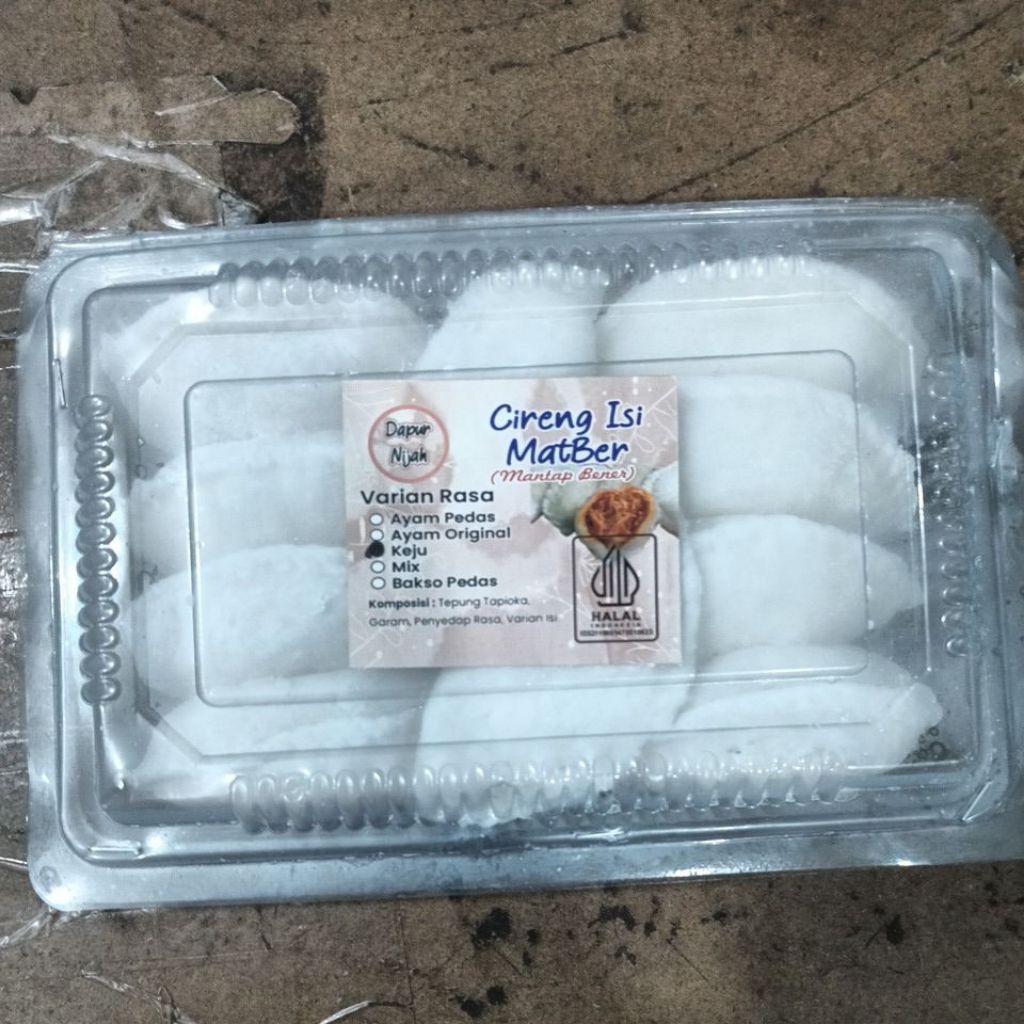 Dapur
Nijah
Cireng Isi
MatBer
(Mantap Bener)
Varian Rasa
Ayam Pedas
Ayam Original
Keju
Mix
Bakso Pedas
Komposisi : Tepung Tapioka,
Garam, Penyedap Rasa, Varian Isi
HALAL
INDONESIA